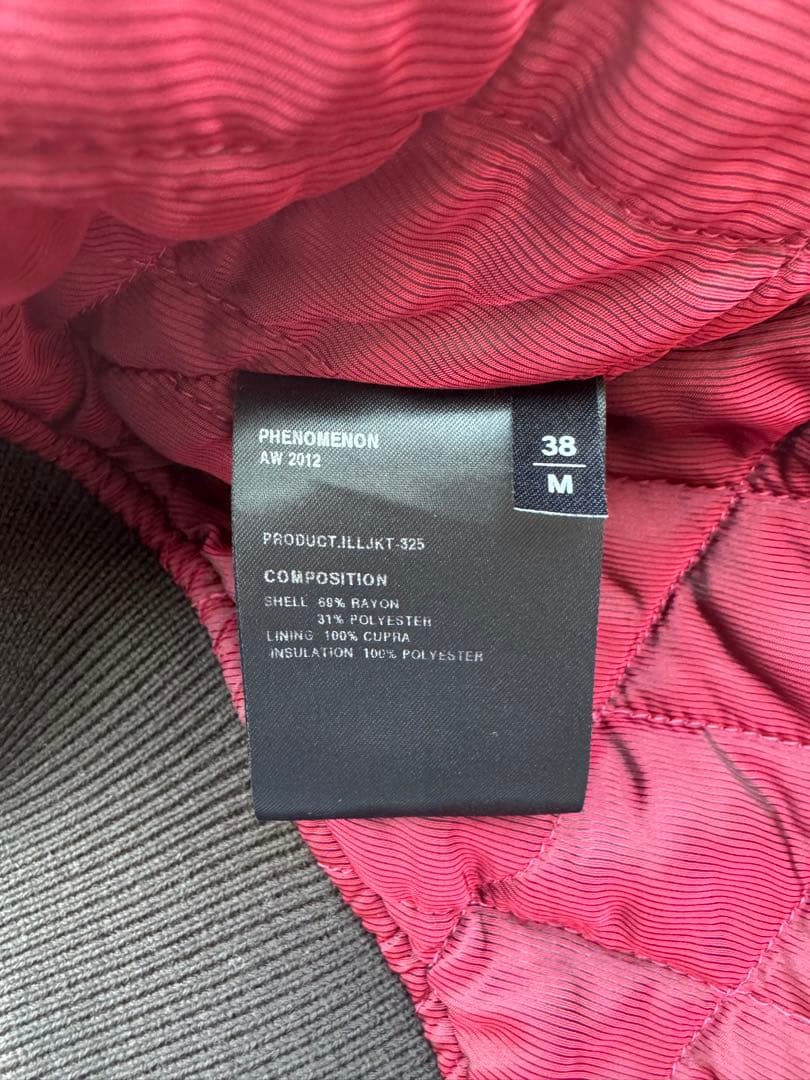 PHENOMENON
AW 2012
38
M
PRODUCT.ILLJKT-325
COMPOSITION
SHELL 69% RAYON
31% POLYESTER
LINING 100% CUPRA
INSULATION 100% POLYESTER